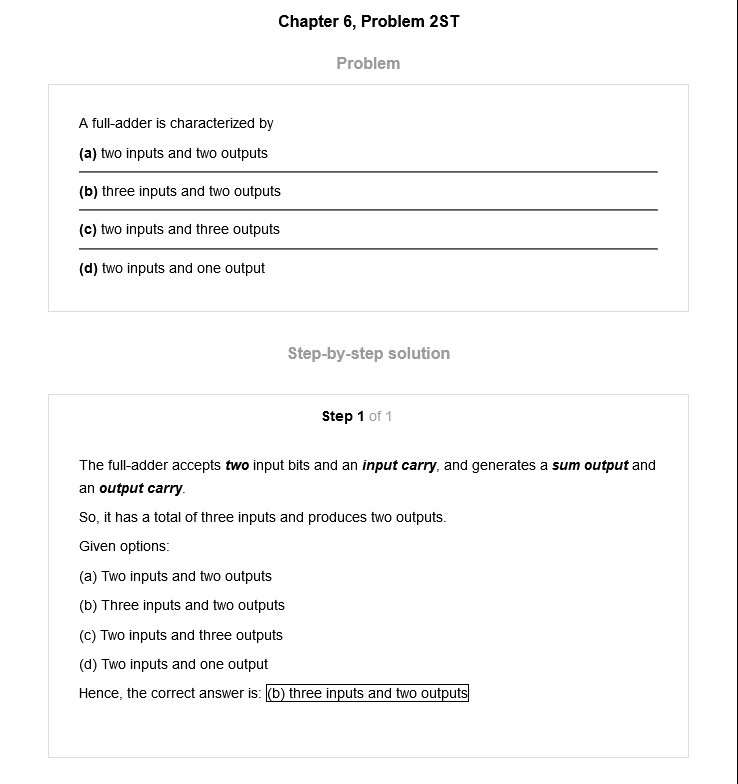 Chapter 6, Problem 2ST
Problem
A full-adder is characterized by
(a) two inputs and two outputs
(b) three inputs and two outputs
(c) two inputs and three outputs
(d) two inputs and one output
Step-by-step solution
Step 1 of 1
The full-adder accepts two input bits and an input carry, and generates a sum output and
an output carry.
So, it has a total of three inputs and produces two outputs.
Given options:
(a) Two inputs and two outputs
(b) Three inputs and two outputs
(c) Two inputs and three outputs
(d) Two inputs and one output
Hence, the correct answer is: (b) three inputs and two outputs